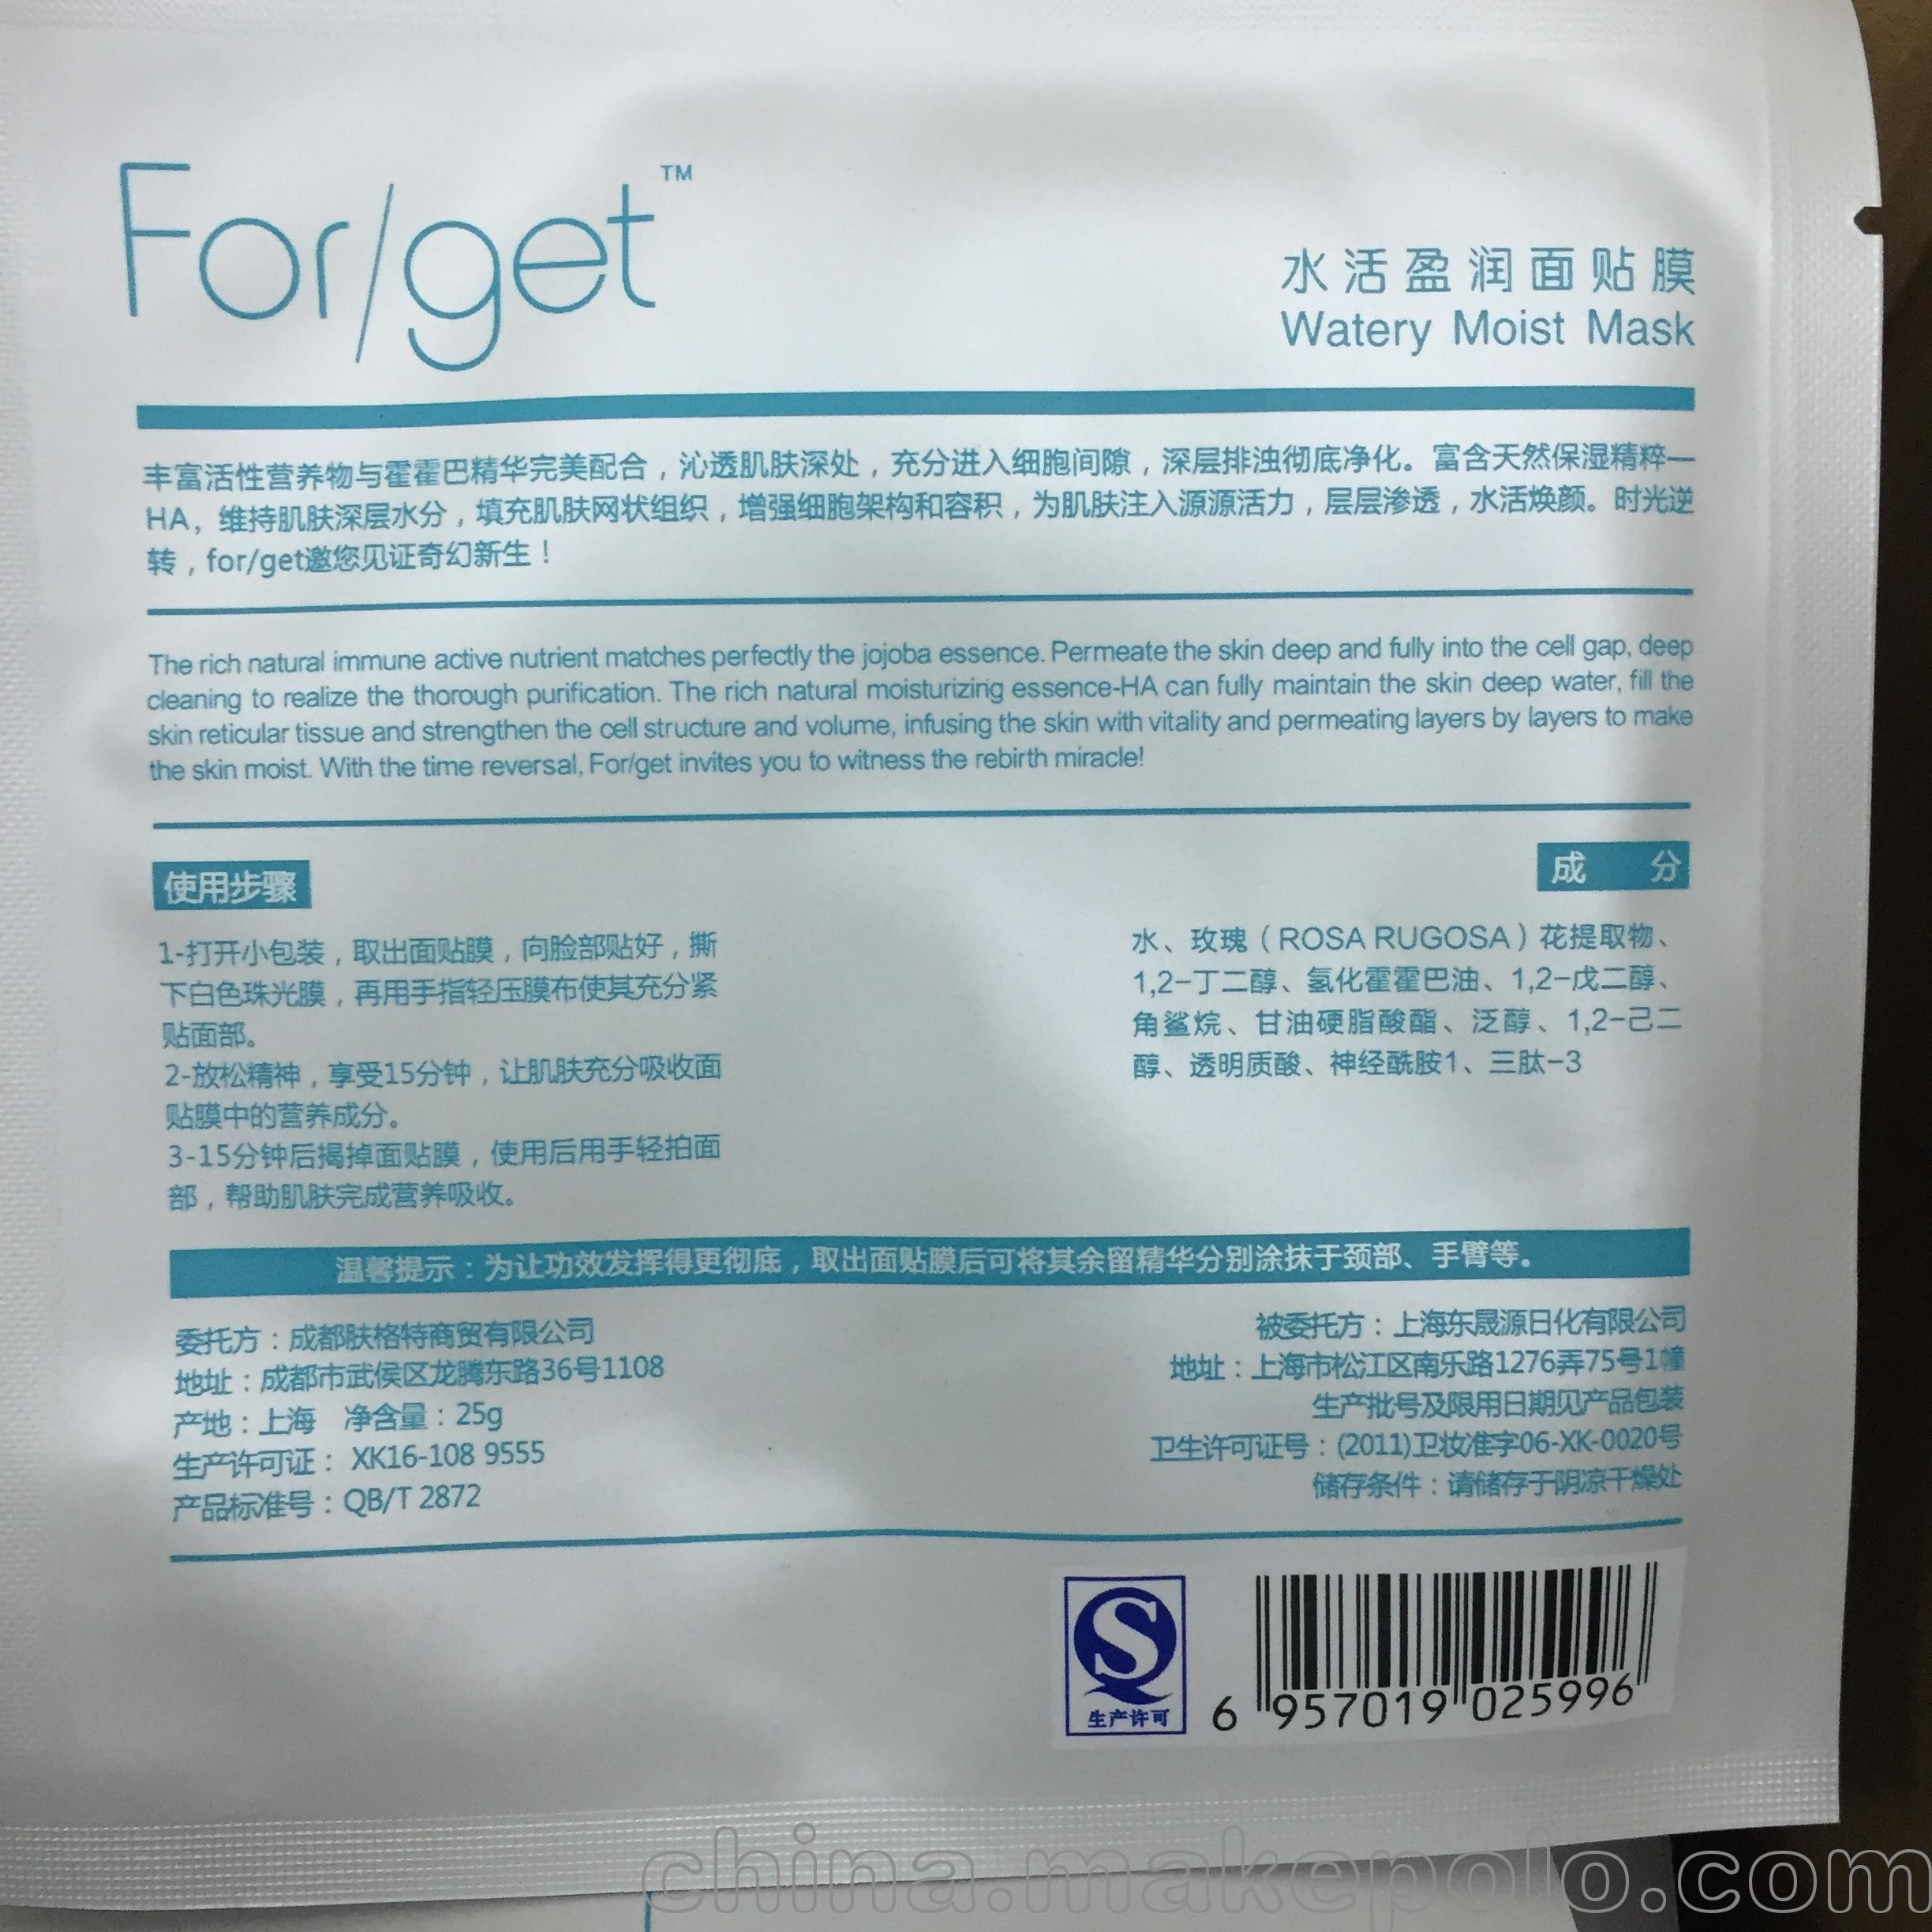 For/get™
水活盈润面贴膜
Watery Moist Mask
丰富活性营养物与霍霍巴精华完美配合，沁透肌肤深处，充分进入细胞间隙，深层排浊彻底净化。富含天然保湿精粹—
HA，维持肌肤深层水分，填充肌肤网状组织，增强细胞架构和容积，为肌肤注入源源活力，层层渗透，水活焕颜。时光逆
转，for/get邀您见证奇幻新生！
The rich natural immune active nutrient matches perfectly the jojoba essence. Permeate the skin deep and fully into the cell gap, deep
cleaning to realize the thorough purification. The rich natural moisturizing essence-HA can fully maintain the skin deep water, fill the
skin reticular tissue and strengthen the cell structure and volume, infusing the skin with vitality and permeating layers by layers to make
the skin moist. With the time reversal, For/get invites you to witness the rebirth miracle!
使用步骤
1-打开小包装，取出面贴膜，向脸部贴好，撕
下白色珠光膜，再用手指轻压膜布使其充分紧
贴面部。
2-放松精神，享受15分钟，让肌肤充分吸收面
贴膜中的营养成分。
3-15分钟后揭掉面贴膜，使用后用手轻拍面
部，帮助肌肤完成营养吸收。
成 分
水、玫瑰（ROSA RUGOSA）花提取物、
1,2-丁二醇、氢化霍霍巴油、1,2-戊二醇、
角鲨烷、甘油硬脂酸酯、泛醇、1,2-己二
醇、透明质酸、神经酰胺1、三肽-3
温馨提示：为让功效发挥得更彻底，取出面贴膜后可将其余留精华分别涂抹于颈部、手臂等。
委托方：成都肤格特商贸有限公司
地址：成都市武侯区龙腾东路36号1108
产地：上海 净含量：25g
生产许可证： XK16-108 9555
产品标准号：QB/T 2872
被委托方：上海东晟源日化有限公司
地址：上海市松江区南乐路1276弄75号1幢
生产批号及限用日期见产品包装
卫生许可证号：(2011)卫妆准字06-XK-0020号
储存条件：请储存于阴凉干燥处
生产许可
6 957019 025996
china.makepolo.com